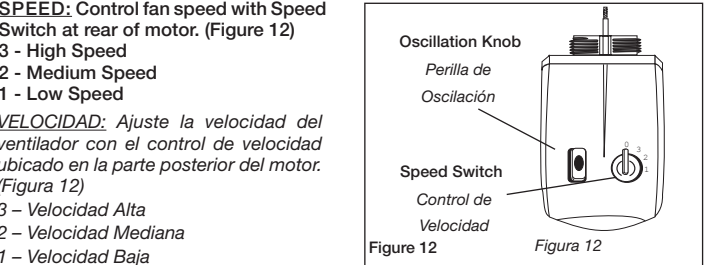 SPEED: Control fan speed with Speed
Switch at rear of motor. (Figure 12)
3 - High Speed
2 - Medium Speed
1 - Low Speed
VELOCIDAD: Ajuste la velocidad del
ventilador con el control de velocidad
ubicado en la parte posterior del motor.
(Figura 12)
3 – Velocidad Alta
2 – Velocidad Mediana
1 – Velocidad Baja
Oscillation Knob
Perilla de
Oscilación
Speed Switch
Control de
Velocidad
0
3
2
1
Figure 12
Figura 12